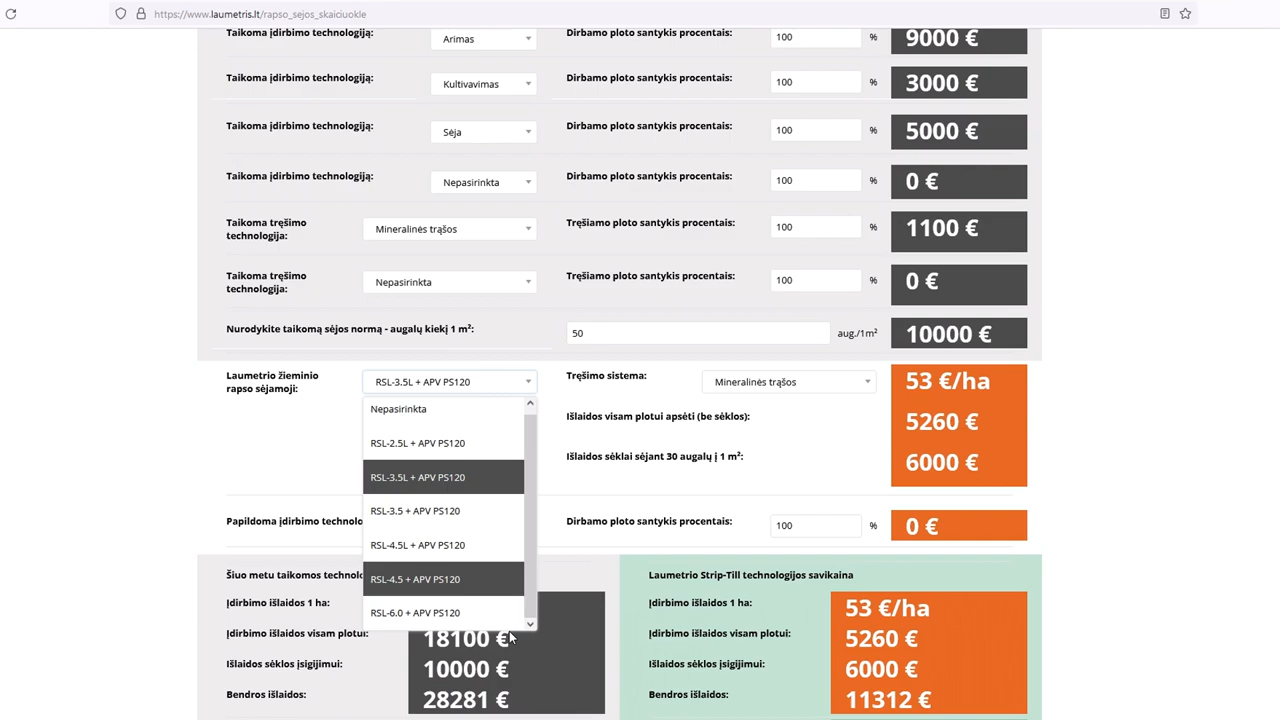 https://www.laumetris.lt/rapso_sejos_skaiciuokle
Taikoma įdirbimo technologiją: Arimas Dirbamo ploto santykis procentais: 100 % 9000 €
Taikoma įdirbimo technologiją: Kultivavimas Dirbamo ploto santykis procentais: 100 % 3000 €
Taikoma įdirbimo technologiją: Sėja Dirbamo ploto santykis procentais: 100 % 5000 €
Taikoma įdirbimo technologiją: Nepasirinkta Dirbamo ploto santykis procentais: 100 % 0 €
Taikoma tręšimo
technologija: Mineralinės trąšos Tręšiamo ploto santykis procentais: 100 % 1100 €
Taikoma tręšimo
technologija: Nepasirinkta Tręšiamo ploto santykis procentais: 100 % 0 €
Nurodykite taikomą sėjos normą - augalų kiekį 1 m²: 50 aug./1m² 10000 €
Laumetrio žieminio
rapso sėjamoji: RSL-3.5L + APV PS120 Tręšimo sistema: Mineralinės trąšos 53 €/ha
Nepasirinkta
Išlaidos visam plotui apsėti (be sėklos): 5260 €
RSL-2.5L + APV PS120
Išlaidos sėklai sėjant 30 augalų į 1 m²: 6000 €
RSL-3.5L + APV PS120
RSL-3.5 + APV PS120
Papildoma įdirbimo technolo Dirbamo ploto santykis procentais: 100 % 0 €
RSL-4.5L + APV PS120
RSL-4.5 + APV PS120
RSL-6.0 + APV PS120
Šiuo metu taikomos technolo
Įdirbimo išlaidos 1 ha:
Įdirbimo išlaidos visam plotui: 18100 €
Išlaidos sėklos įsigijimui: 10000 €
Bendros išlaidos: 28281 €
Laumetrio Strip-Till technologijos savikaina
Įdirbimo išlaidos 1 ha: 53 €/ha
Įdirbimo išlaidos visam plotui: 5260 €
Išlaidos sėklos įsigijimui: 6000 €
Bendros išlaidos: 11312 €